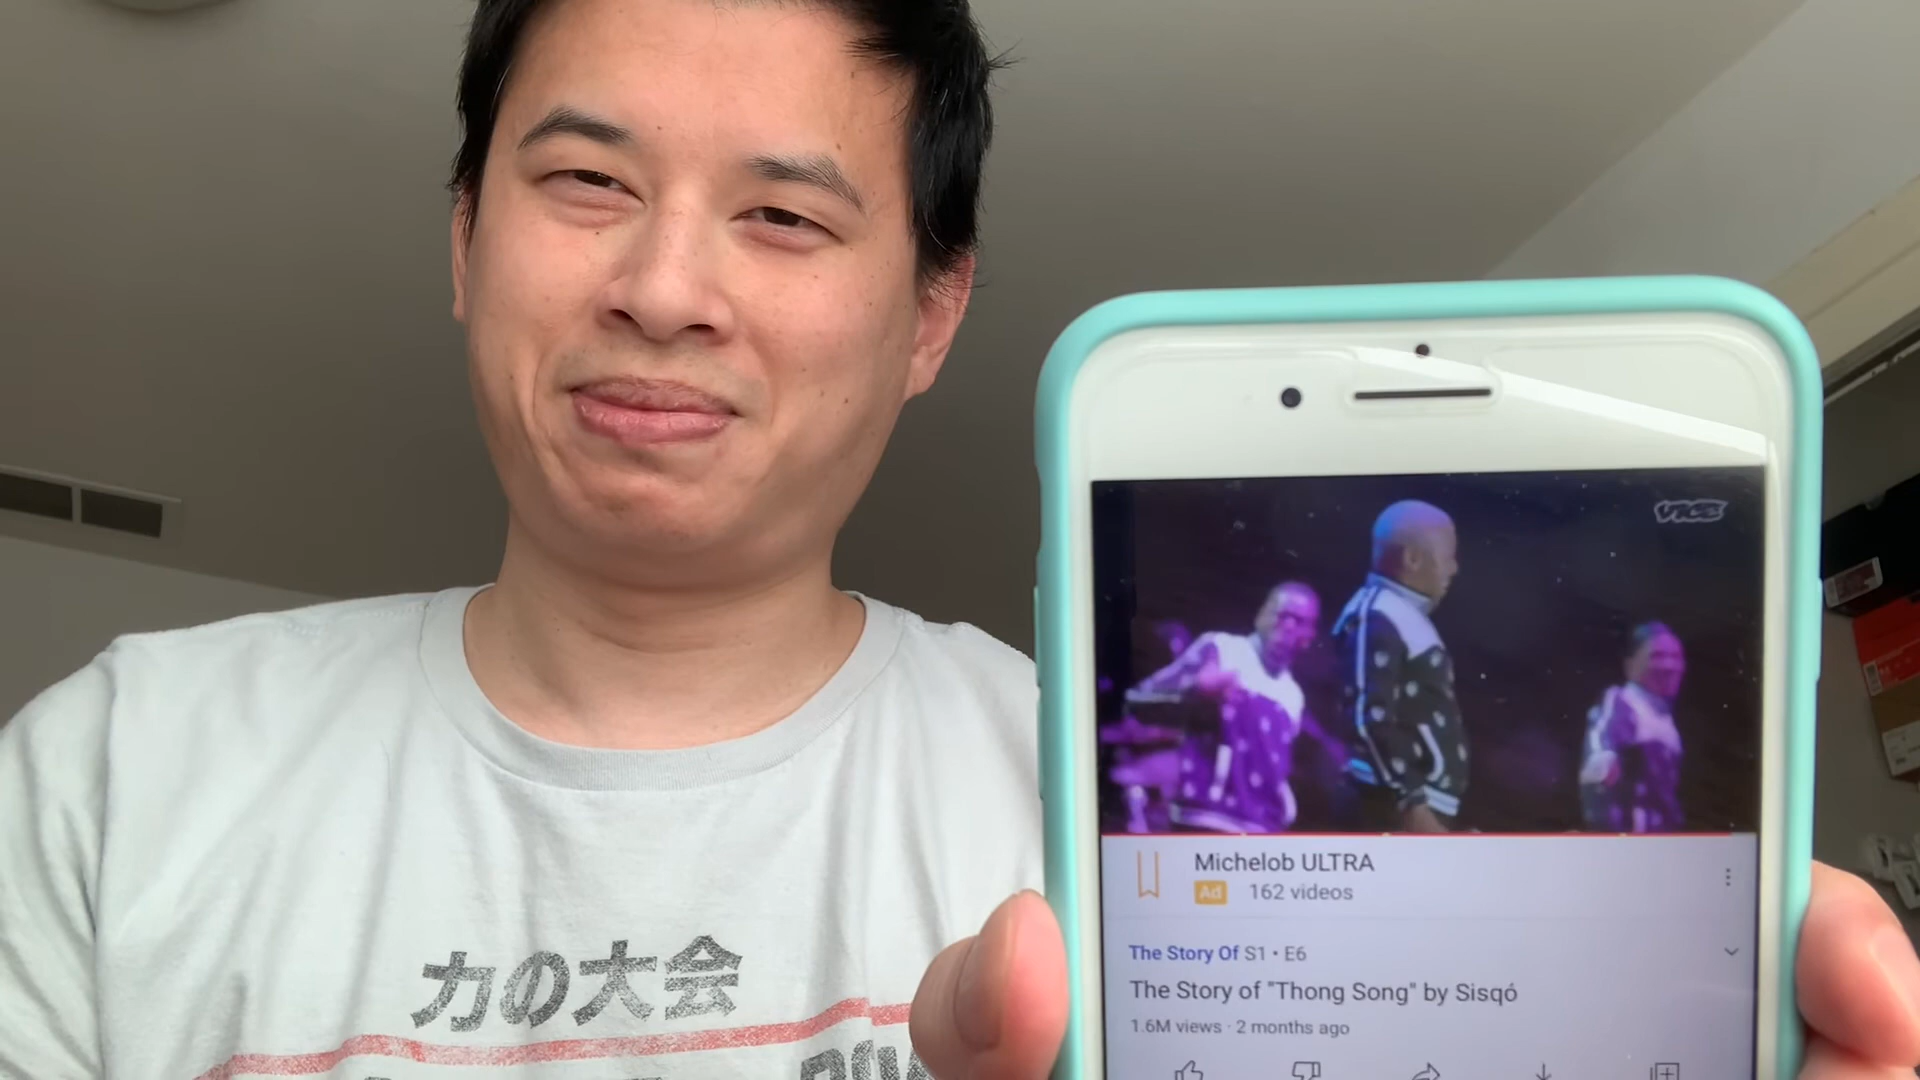 VICE
Michelob ULTRA
Ad 162 videos
The Story Of S1 • E6
The Story of "Thong Song" by Sisqó
1.6M views · 2 months ago
力の大会